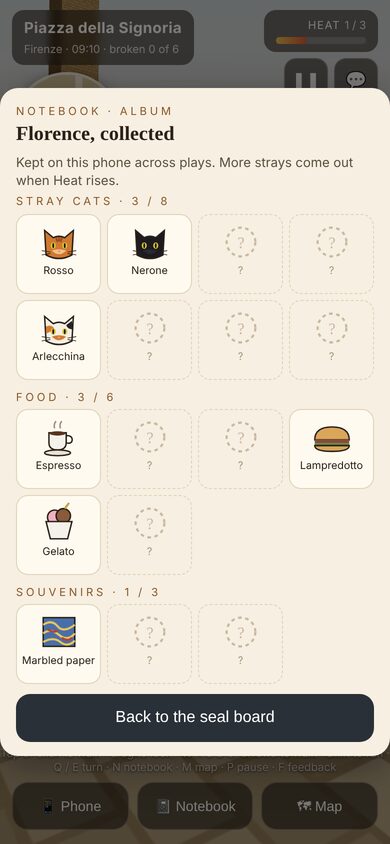 Piazza della Signoria
Firenze · 09:10 · broken 0 of 6
HEAT 1/3
NOTEBOOK · ALBUM
Florence, collected
Kept on this phone across plays. More strays come out
when Heat rises.
STRAY CATS · 3 / 8
Rosso
Nerone
?
?
?
?
Arlecchina
?
?
?
?
?
?
FOOD · 3 / 6
Espresso
?
?
?
?
Lampredotto
Gelato
?
?
SOUVENIRS · 1 / 3
Marbled paper
?
?
?
?
Back to the seal board
Q / E turn · N notebook · M map · P pause · F feedback
Phone
Notebook
Map